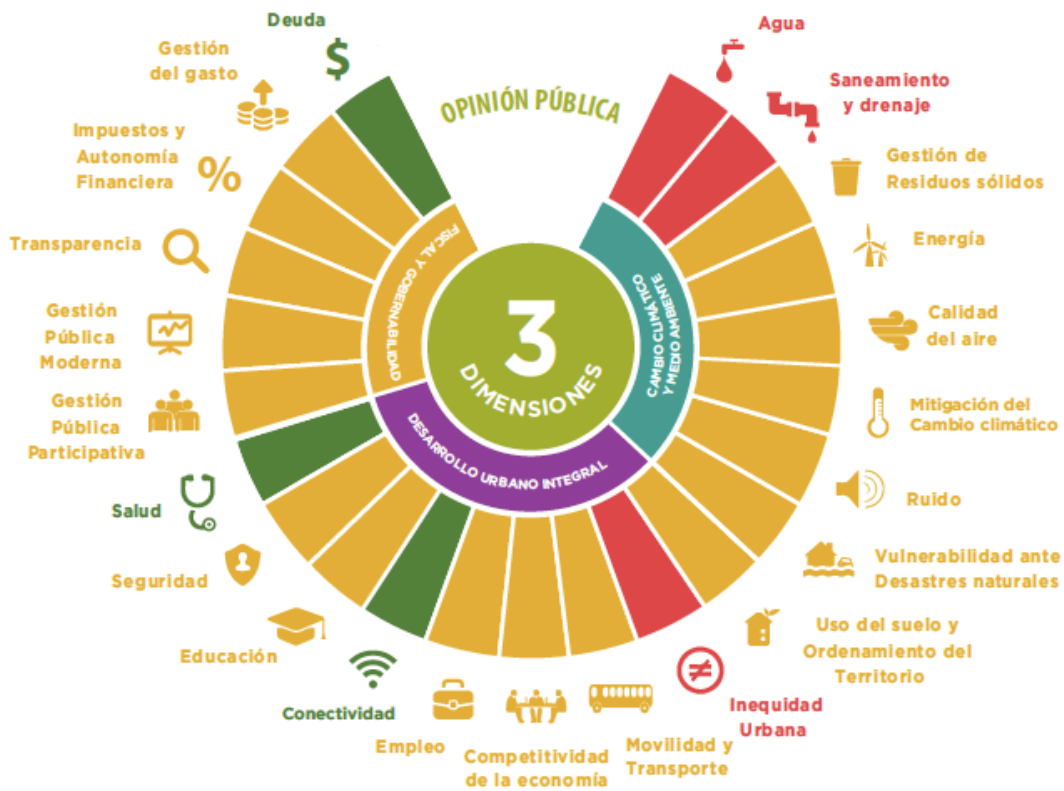 OPINIÓN PÚBLICA
Agua
Saneamiento
y drenaje
Gestión de
Residuos sólidos
Energía
Calidad
del aire
Mitigación del
Cambio climático
Ruido
Vulnerabilidad ante
Desastres naturales
Uso del suelo y
Ordenamiento del
Territorio
Inequidad
Urbana
Movilidad y
Transporte
Competitividad
de la economía
Empleo
Conectividad
Educación
Seguridad
Salud
Gestión
Pública
Participativa
Gestión
Pública
Moderna
Transparencia
Impuestos y
Autonomía
Financiera
%
Gestión
del gasto
Deuda
$
FISCAL Y GOBERNABILIDAD
CAMBIO CLIMÁTICO
Y MEDIO AMBIENTE
DESARROLLO URBANO INTEGRAL
3
DIMENSIONES